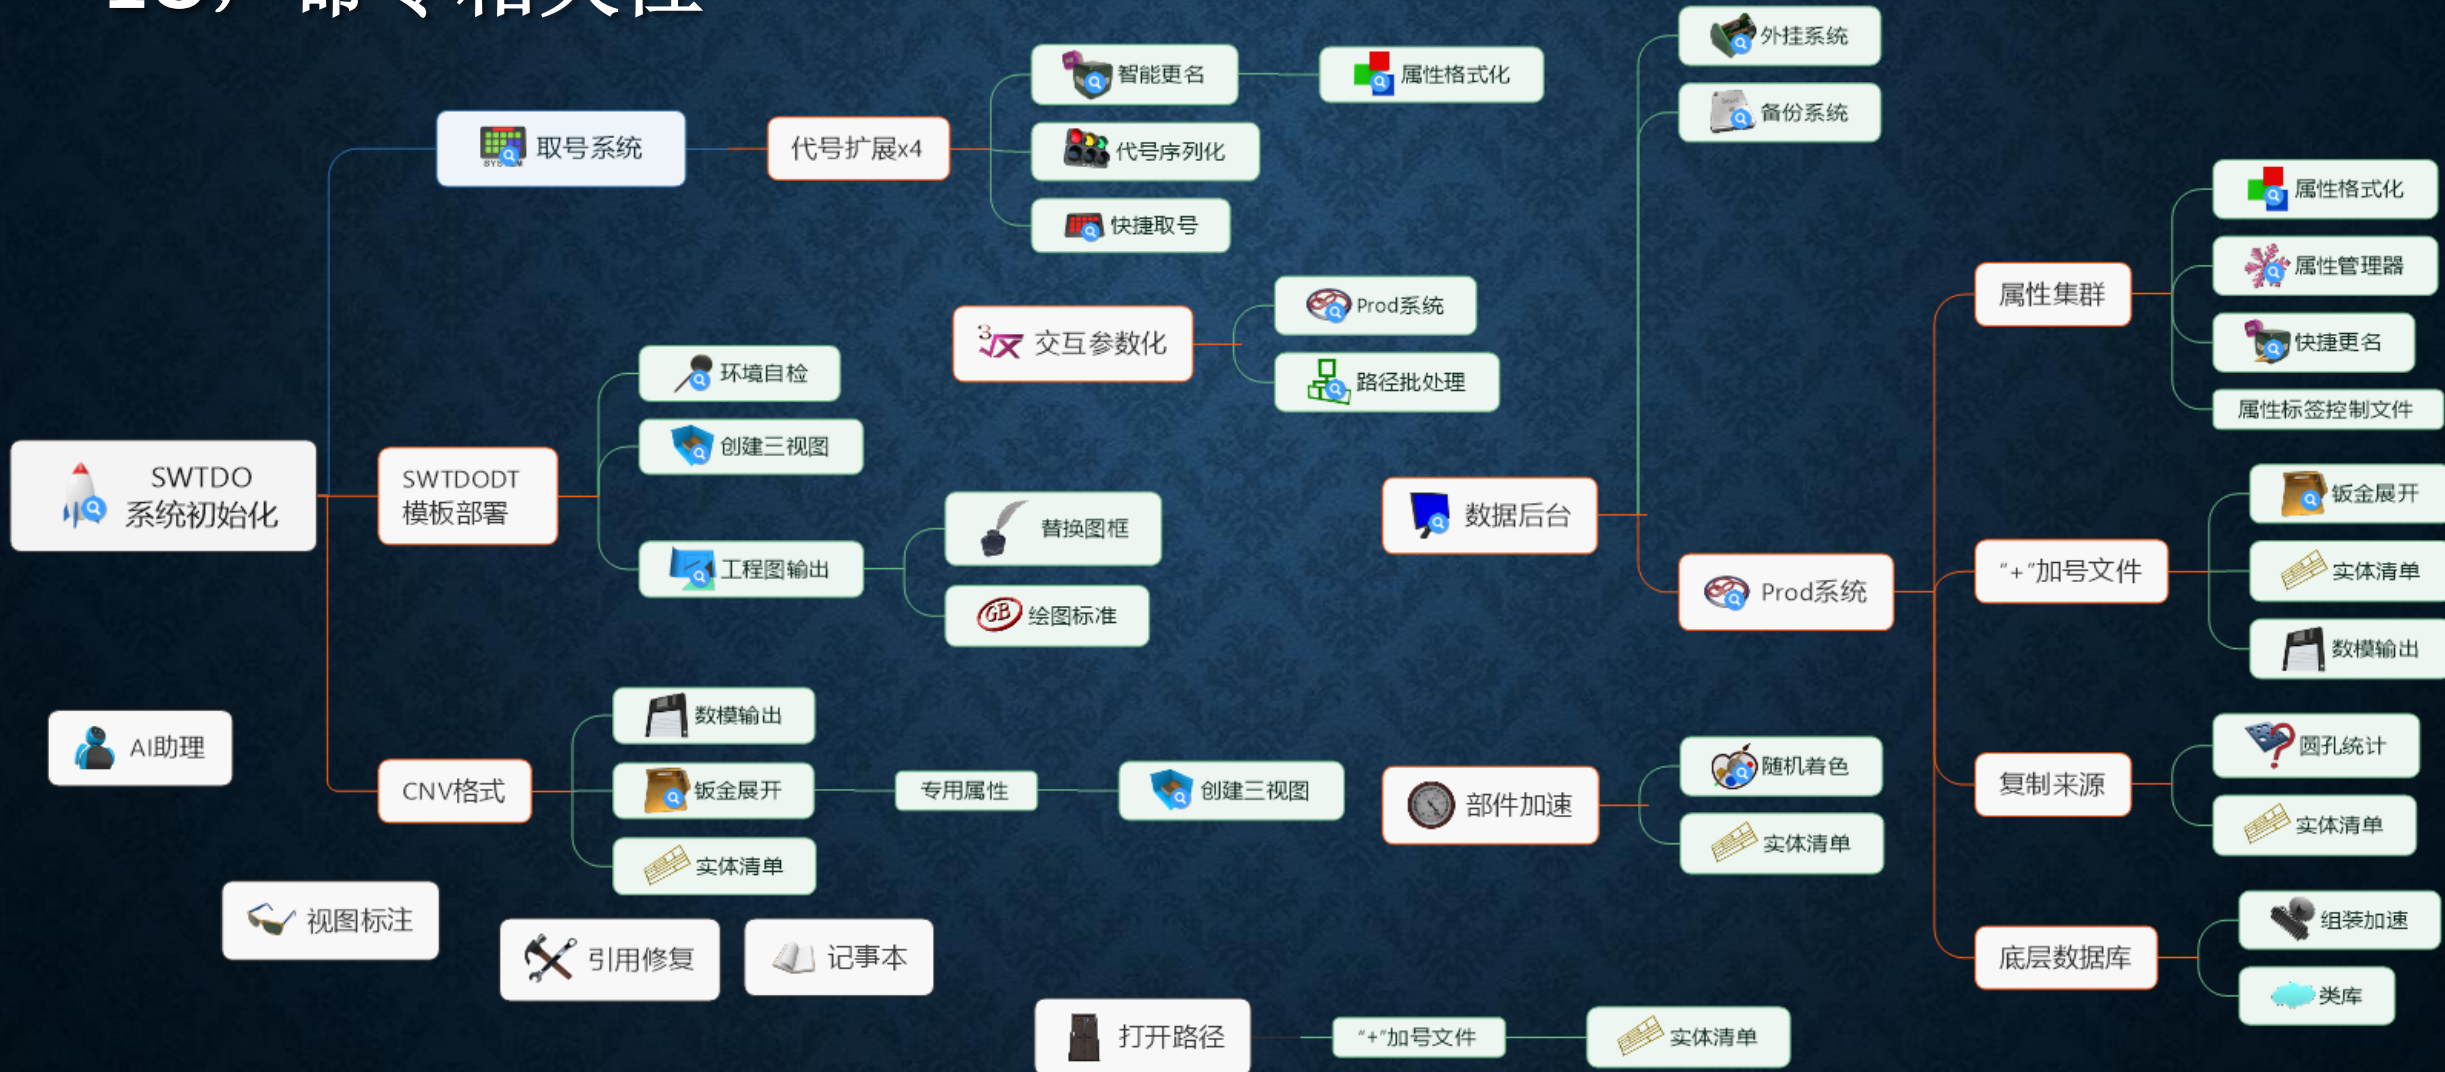 命令相关性
外挂系统
备份系统
智能更名
属性格式化
取号系统
代号扩展x4
代号序列化
快捷取号
属性格式化
属性管理器
快捷更名
属性标签控制文件
属性集群
Prod系统
交互参数化
路径批处理
环境自检
创建三视图
SWTDO
系统初始化
SWTDODT
模板部署
工程图输出
替换图框
绘图标准
数据后台
Prod系统
“+”加号文件
钣金展开
实体清单
数模输出
AI助理
CNV格式
数模输出
钣金展开
专用属性
创建三视图
实体清单
部件加速
随机着色
实体清单
复制来源
圆孔统计
实体清单
视图标注
引用修复
记事本
底层数据库
组装加速
类库
打开路径
“+”加号文件
实体清单